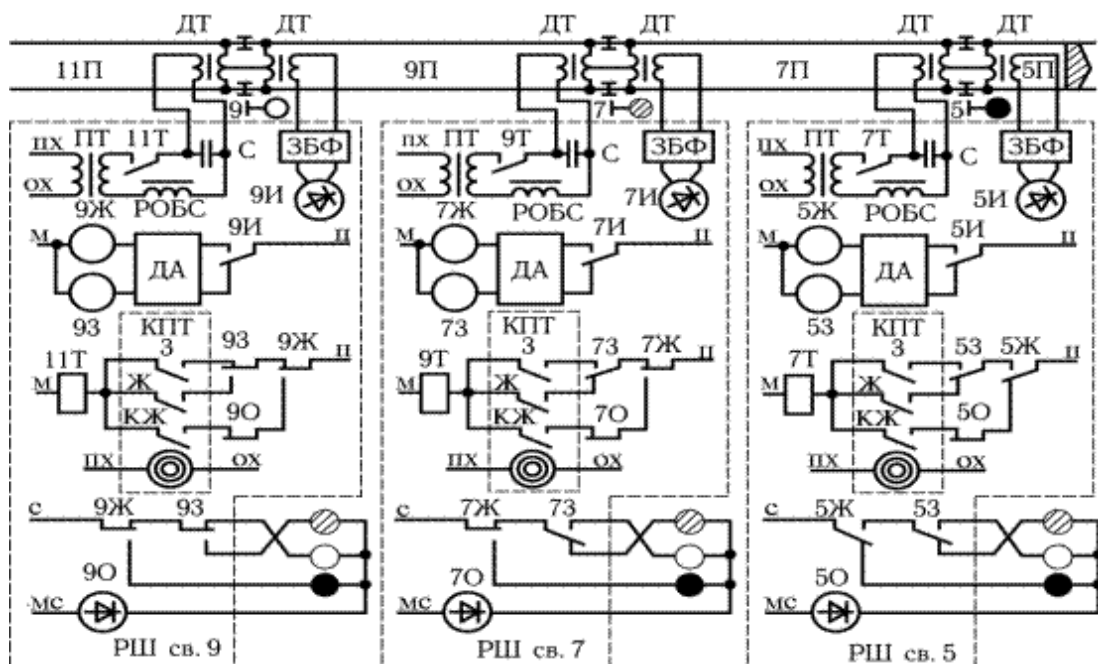 ДТ ДТ ДТ ДТ ДТ ДТ
11П 9П 7П 5П
9 7 5
пх ПТ 11Т С ЗБФ пх ПТ 9Т С ЗБФ пх ПТ 7Т С ЗБФ
ох РОБС 9И ох РОБС 7И ох РОБС 5И
9Ж 7Ж 5Ж
м ДА 9И п м ДА 7И п м ДА 5И п
93 73 53
КПТ КПТ КПТ
11Т З 93 9Ж п 9Т З 73 7Ж п 7Т З 53 5Ж п
м Ж м Ж м Ж
КЖ 9О КЖ 7О КЖ 5О
пх ох пх ох пх ох
с 9Ж 93 с 7Ж 73 с 5Ж 53
9О 7О 5О
мс мс мс
РШ св. 9 РШ св. 7 РШ св. 5